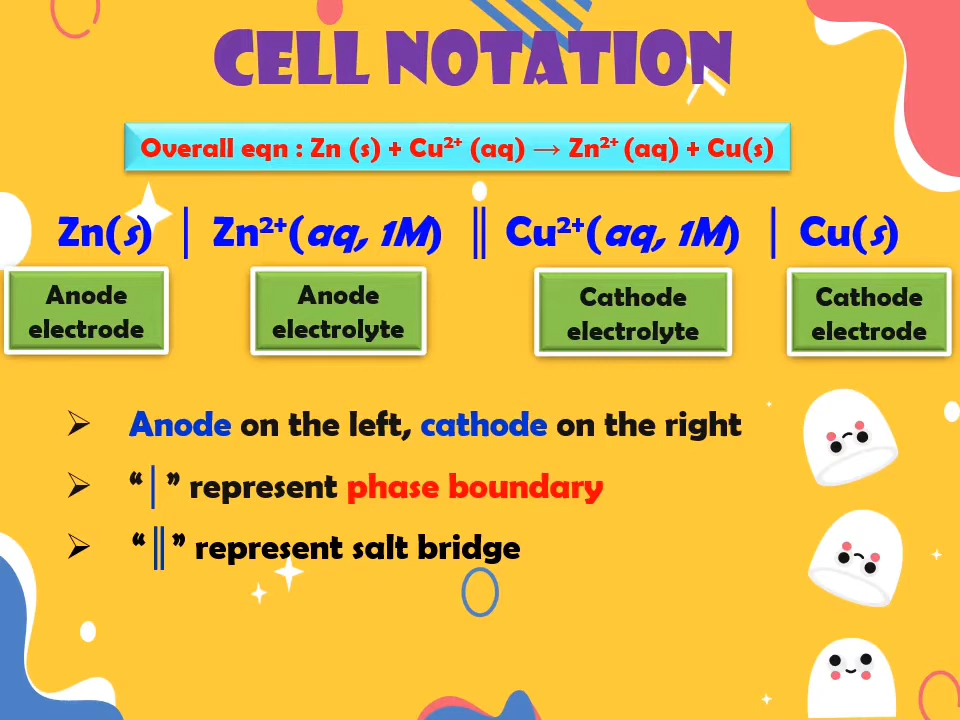 CELL NOTATION
Overall eqn : Zn (s) + Cu²⁺ (aq) → Zn²⁺ (aq) + Cu(s)
Zn(s) │ Zn²⁺(aq, 1M) ║ Cu²⁺(aq, 1M) │ Cu(s)
Anode
electrode
Anode
electrolyte
Cathode
electrolyte
Cathode
electrode
➢ Anode on the left, cathode on the right
➢ “│” represent phase boundary
➢ “║” represent salt bridge